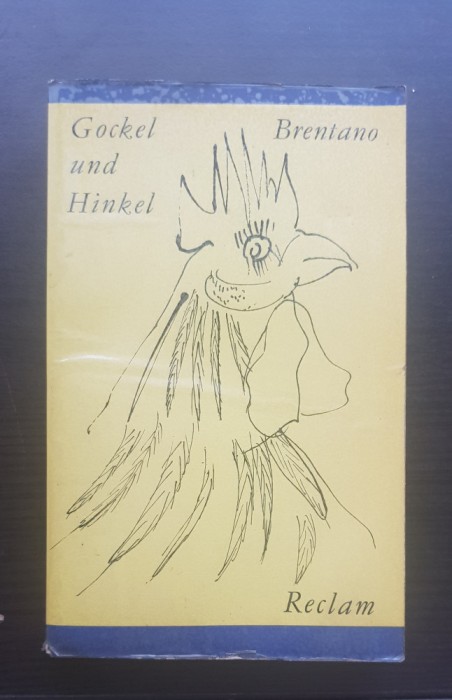 Gockel
und
Hinkel
Brentano
Reclam